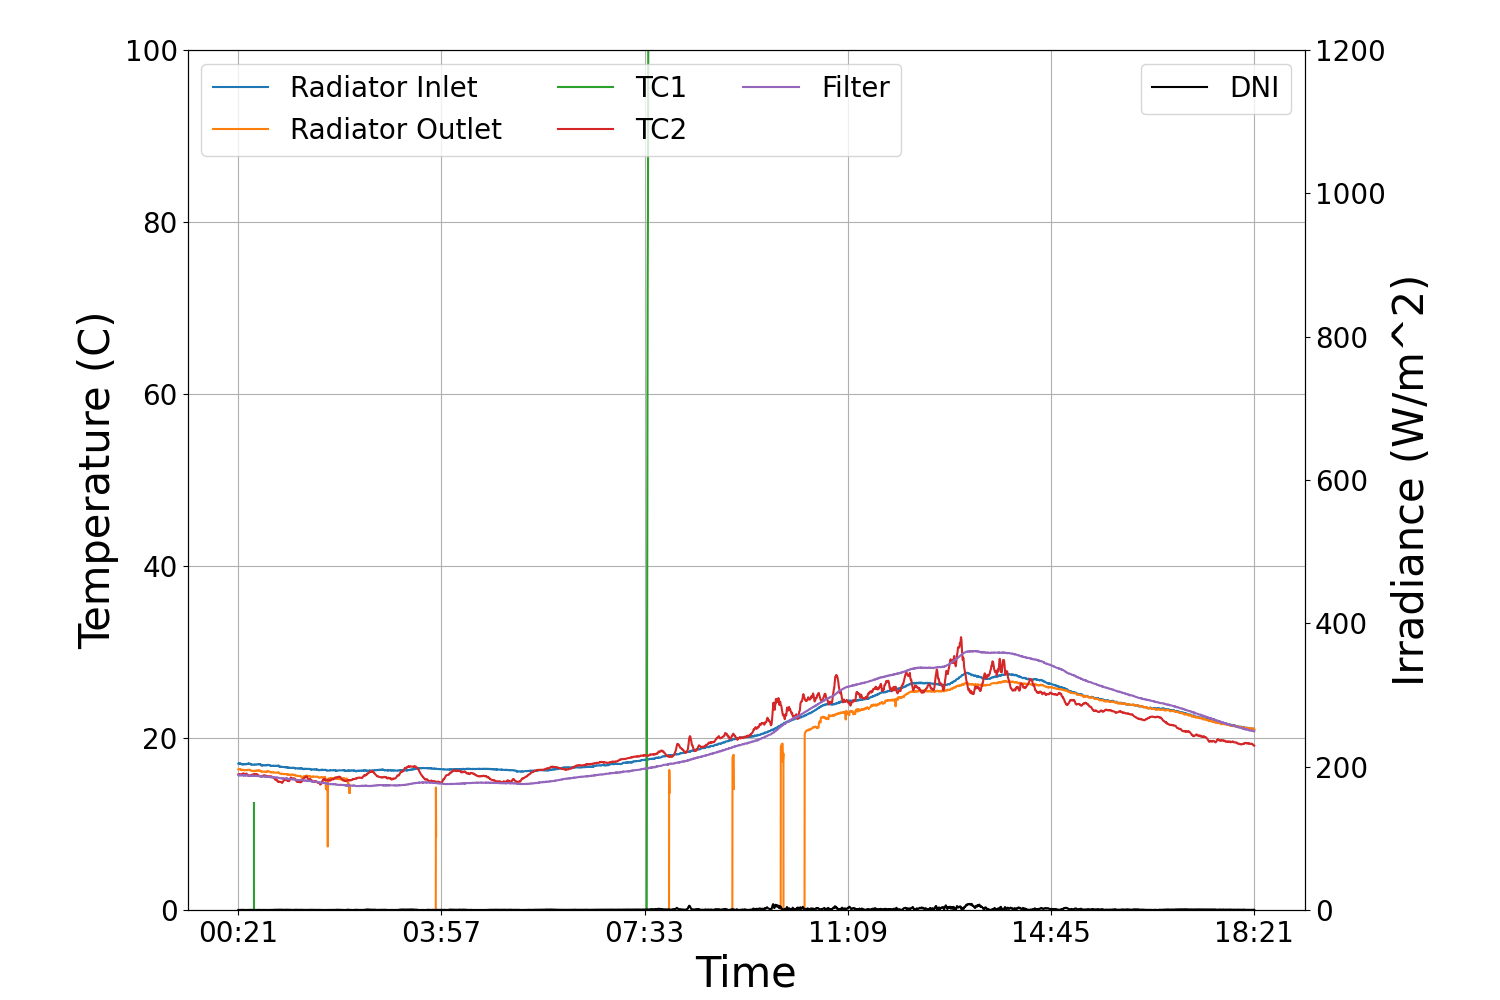 Radiator Inlet
Radiator Outlet
TC1
TC2
Filter
DNI
100
80
60
40
20
0
Temperature (C)
1200
1000
800
600
400
200
0
Irradiance (W/m^2)
00:21
03:57
07:33
11:09
14:45
18:21
Time